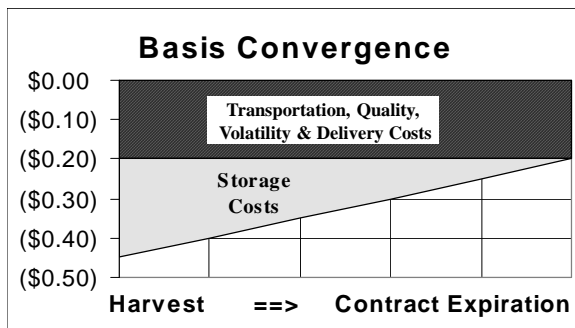 Basis Convergence
$0.00
($0.10)
($0.20)
($0.30)
($0.40)
($0.50)
Transportation, Quality,
Volatility & Delivery Costs
Storage
Costs
Harvest ==> Contract Expiration